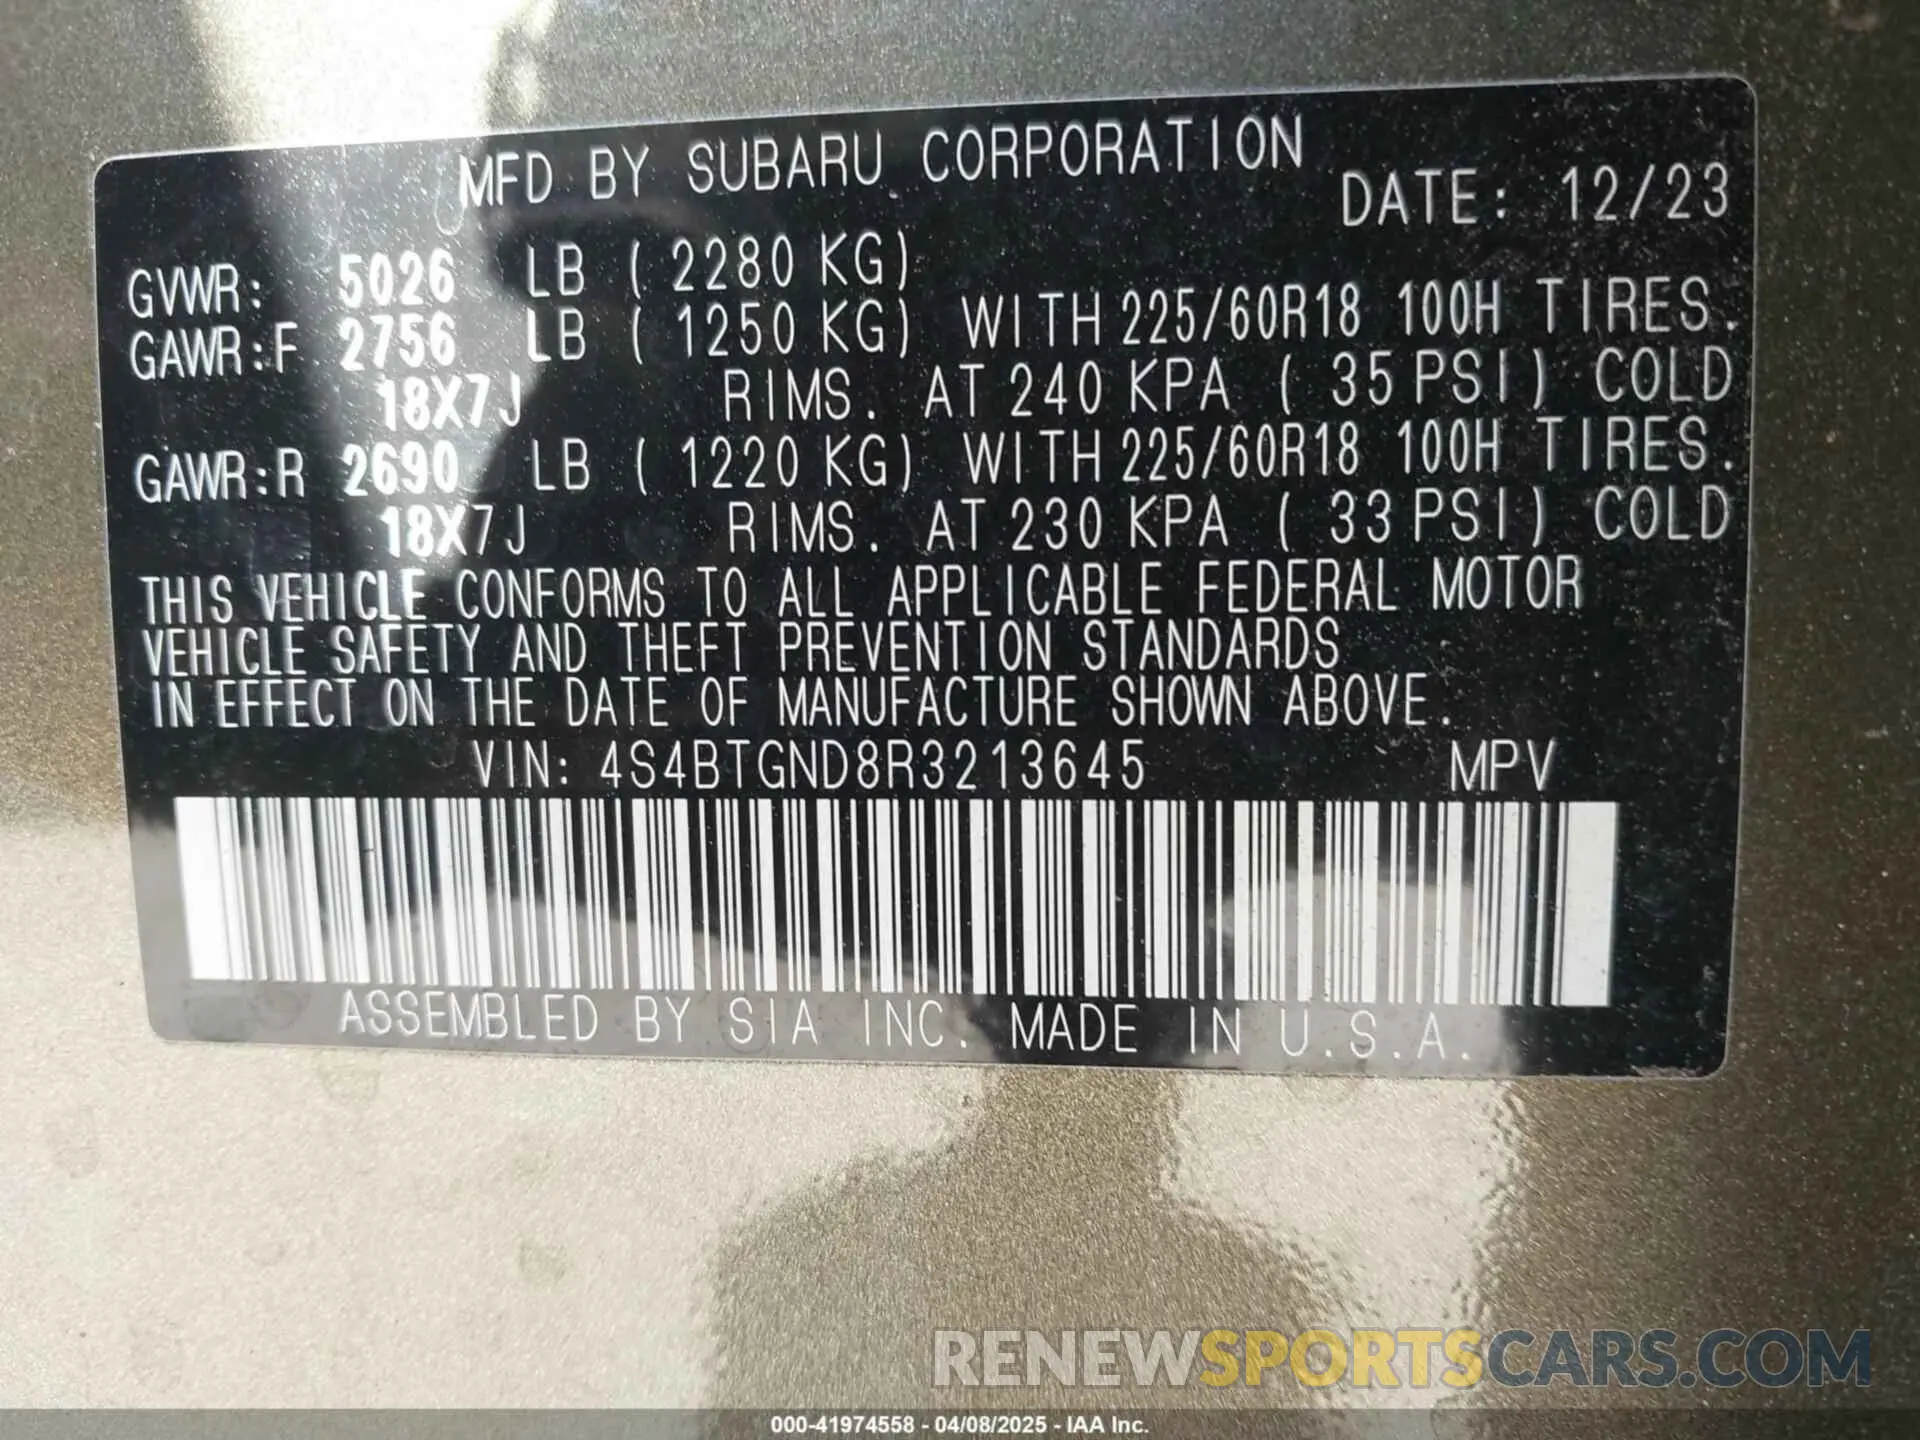 MFD BY SUBARU CORPORATION DATE: 12/23
GVWR: 5026 LB ( 2280 KG)
GAWR:F 2756 LB ( 1250 KG) WITH 225/60R18 100H TIRES.
18X7J RIMS. AT 240 KPA ( 35 PSI) COLD
GAWR:R 2690 LB ( 1220 KG) WITH 225/60R18 100H TIRES.
18X7J RIMS. AT 230 KPA ( 33 PSI) COLD
THIS VEHICLE CONFORMS TO ALL APPLICABLE FEDERAL MOTOR
VEHICLE SAFETY AND THEFT PREVENTION STANDARDS
IN EFFECT ON THE DATE OF MANUFACTURE SHOWN ABOVE.
VIN: 4S4BTGND8R3213645 MPV
ASSEMBLED BY SIA INC. MADE IN U.S.A.
RENEWSPORTSCARS.COM
000-41974558 - 04/08/2025 - IAA Inc.